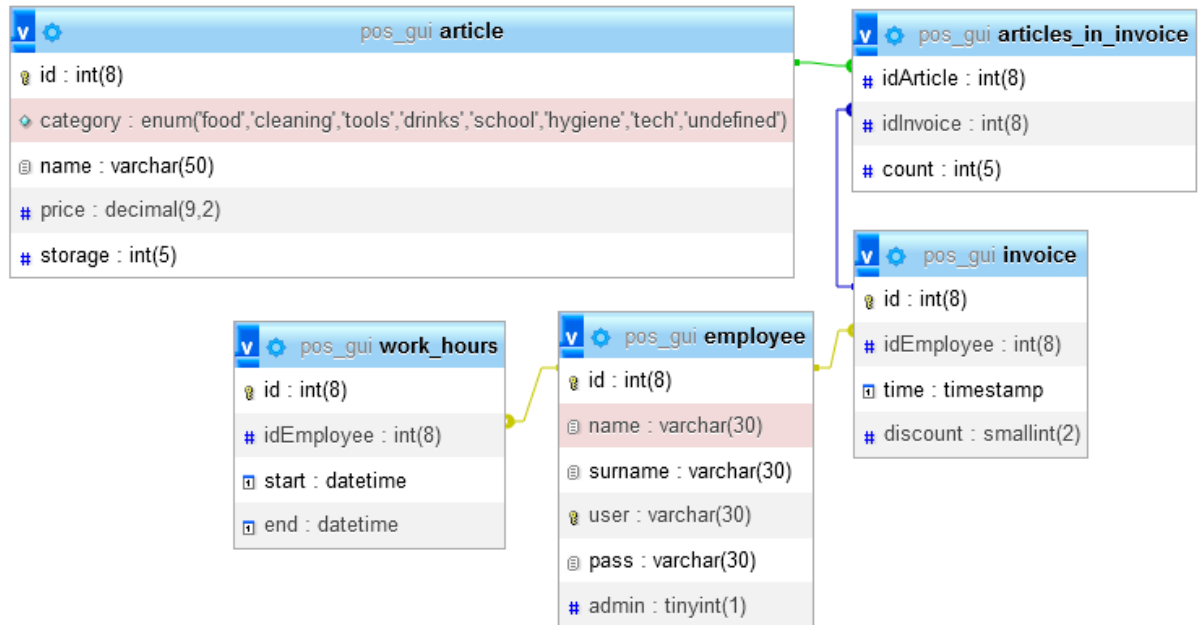 pos_gui article
id : int(8)
category : enum('food','cleaning','tools','drinks','school','hygiene','tech','undefined')
name : varchar(50)
price : decimal(9,2)
storage : int(5)
pos_gui articles_in_invoice
idArticle : int(8)
idInvoice : int(8)
count : int(5)
pos_gui invoice
id : int(8)
idEmployee : int(8)
time : timestamp
discount : smallint(2)
pos_gui work_hours
id : int(8)
idEmployee : int(8)
start : datetime
end : datetime
pos_gui employee
id : int(8)
name : varchar(30)
surname : varchar(30)
user : varchar(30)
pass : varchar(30)
admin : tinyint(1)